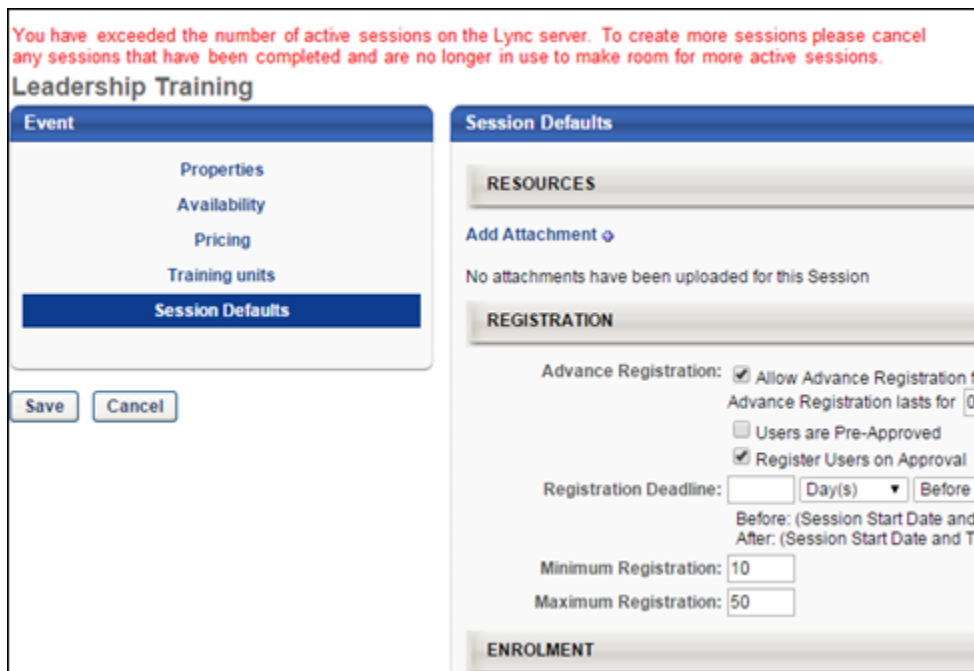 You have exceeded the number of active sessions on the Lync server. To create more sessions please cancel
any sessions that have been completed and are no longer in use to make room for more active sessions.
Leadership Training
Event
Properties
Availability
Pricing
Training units
Session Defaults
Save
Cancel
Session Defaults
RESOURCES
Add Attachment
No attachments have been uploaded for this Session
REGISTRATION
Advance Registration:
Allow Advance Registration
Advance Registration lasts for 0
Users are Pre-Approved
Register Users on Approval
Registration Deadline: Day(s) Before
Before: (Session Start Date and
After: (Session Start Date and T
Minimum Registration: 10
Maximum Registration: 50
ENROLMENT